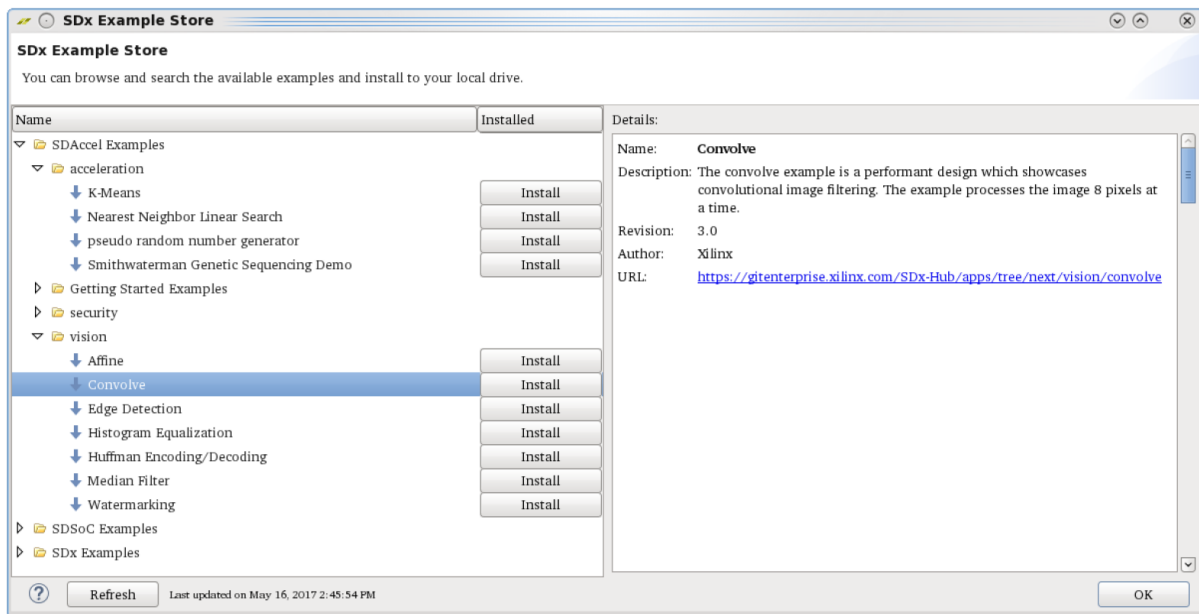 SDx Example Store
SDx Example Store
You can browse and search the available examples and install to your local drive.
Name Installed
SDAccel Examples
acceleration
K-Means Install
Nearest Neighbor Linear Search Install
pseudo random number generator Install
Smithwaterman Genetic Sequencing Demo Install
Getting Started Examples
security
vision
Affine Install
Convolve Install
Edge Detection Install
Histogram Equalization Install
Huffman Encoding/Decoding Install
Median Filter Install
Watermarking Install
SDSoC Examples
SDx Examples
Details:
Name: Convolve
Description: The convolve example is a performant design which showcases
convolutional image filtering. The example processes the image 8 pixels at
a time.
Revision: 3.0
Author: Xilinx
URL: https://gitenterprise.xilinx.com/SDx-Hub/apps/tree/next/vision/convolve
? Refresh Last updated on May 16, 2017 2:45:54 PM OK